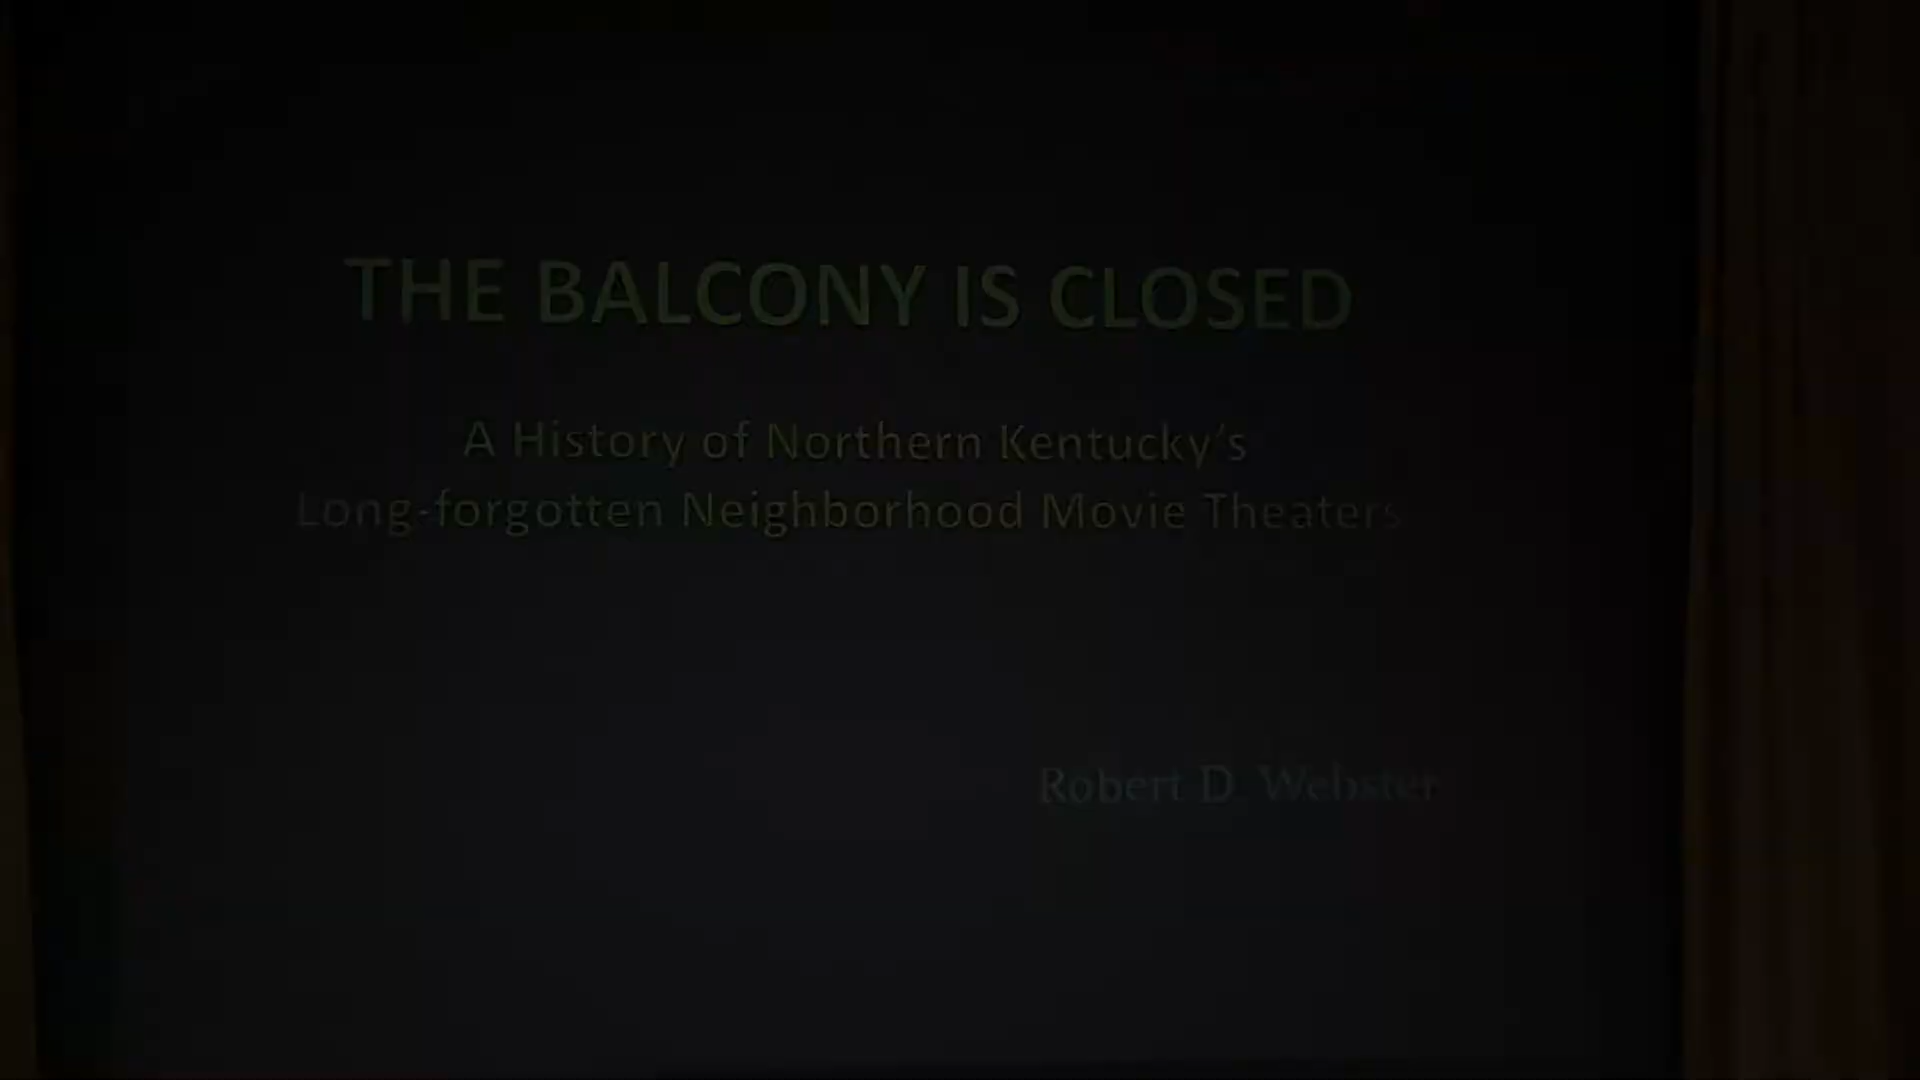 THE BALCONY IS CLOSED
A History of Northern Kentucky's
Long-forgotten Neighborhood Movie Theaters
Robert D. Webster